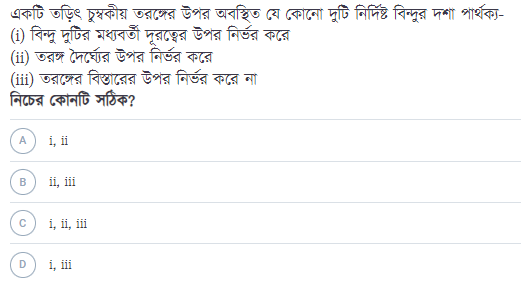 একটি তড়িৎ চুম্বকীয় তরঙ্গের উপর অবস্থিত যে কোনো দুটি নির্দিষ্ট বিন্দুর দশা পার্থক্য-
(i) বিন্দু দুটির মধ্যবর্তী দূরত্বের উপর নির্ভর করে
(ii) তরঙ্গ দৈর্ঘ্যের উপর নির্ভর করে
(iii) তরঙ্গের বিস্তারের উপর নির্ভর করে না
নিচের কোনটি সঠিক?
A i, ii
B ii, iii
C i, ii, iii
D i, iii